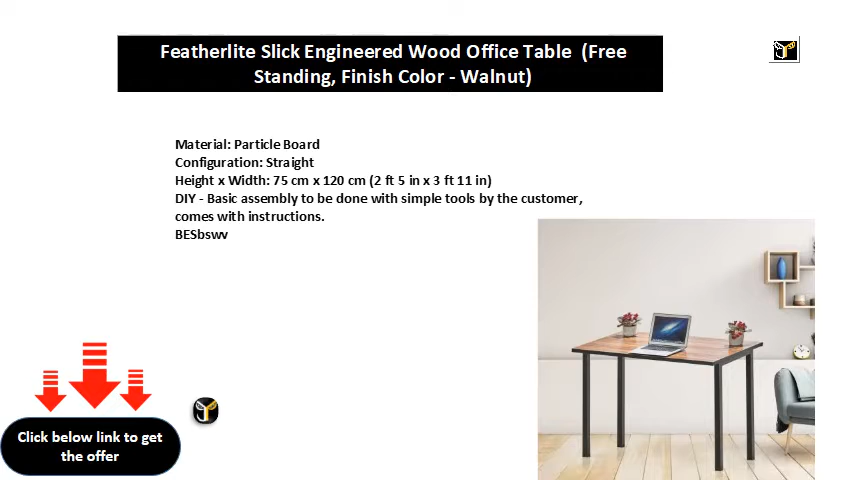 Featherlite Slick Engineered Wood Office Table  (Free
Standing, Finish Color - Walnut)
Material: Particle Board
Configuration: Straight
Height x Width: 75 cm x 120 cm (2 ft 5 in x 3 ft 11 in)
DIY - Basic assembly to be done with simple tools by the customer,
comes with instructions.
BESbswv
Click below link to get
the offer